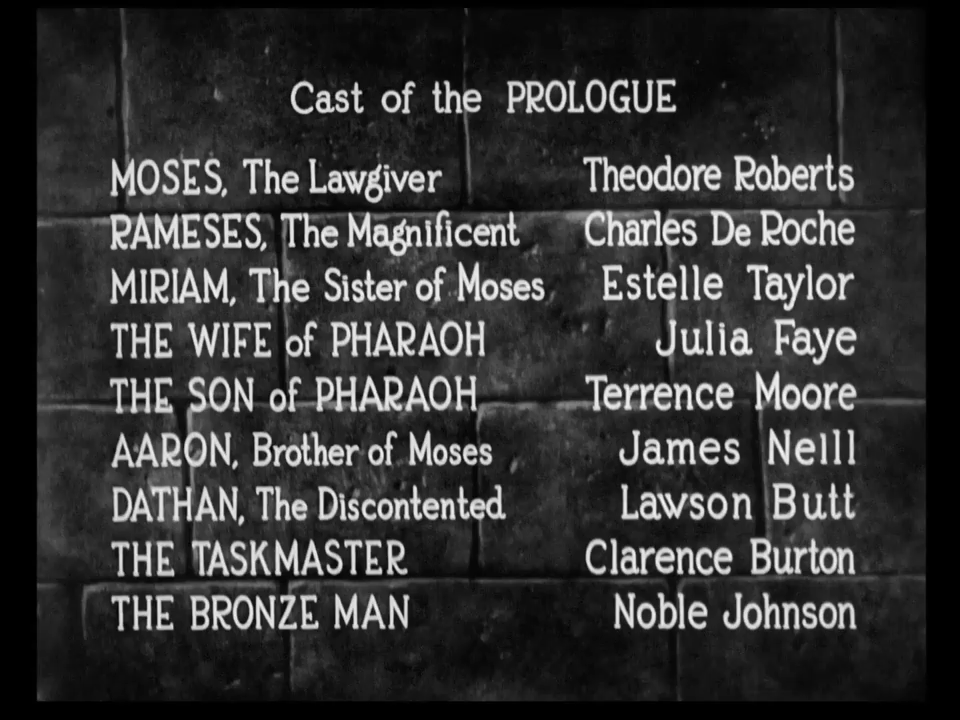 Cast of the PROLOGUE
MOSES, The Lawgiver Theodore Roberts
RAMESES, The Magnificent Charles De Roche
MIRIAM, The Sister of Moses Estelle Taylor
THE WIFE of PHARAOH Julia Faye
THE SON of PHARAOH Terrence Moore
AARON, Brother of Moses James Neill
DATHAN, The Discontented Lawson Butt
THE TASKMASTER Clarence Burton
THE BRONZE MAN Noble Johnson